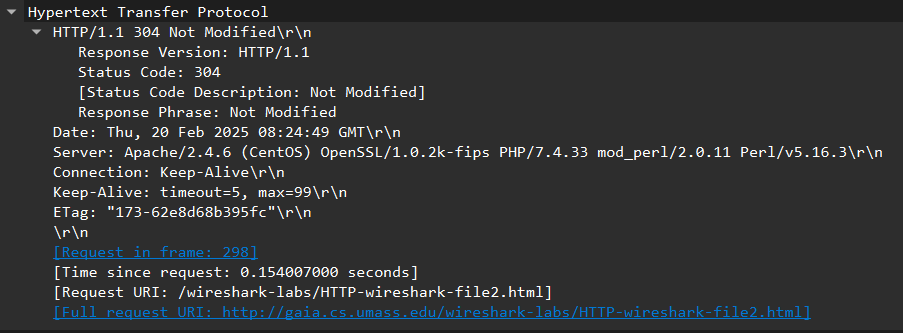 Hypertext Transfer Protocol
HTTP/1.1 304 Not Modified\r\n
Response Version: HTTP/1.1
Status Code: 304
[Status Code Description: Not Modified]
Response Phrase: Not Modified
Date: Thu, 20 Feb 2025 08:24:49 GMT\r\n
Server: Apache/2.4.6 (CentOS) OpenSSL/1.0.2k-fips PHP/7.4.33 mod_perl/2.0.11 Perl/v5.16.3\r\n
Connection: Keep-Alive\r\n
Keep-Alive: timeout=5, max=99\r\n
ETag: "173-62e8d68b395fc"\r\n
\r\n
[Request in frame: 298]
[Time since request: 0.154007000 seconds]
[Request URI: /wireshark-labs/HTTP-wireshark-file2.html]
[Full request URI: http://gaia.cs.umass.edu/wireshark-labs/HTTP-wireshark-file2.html]